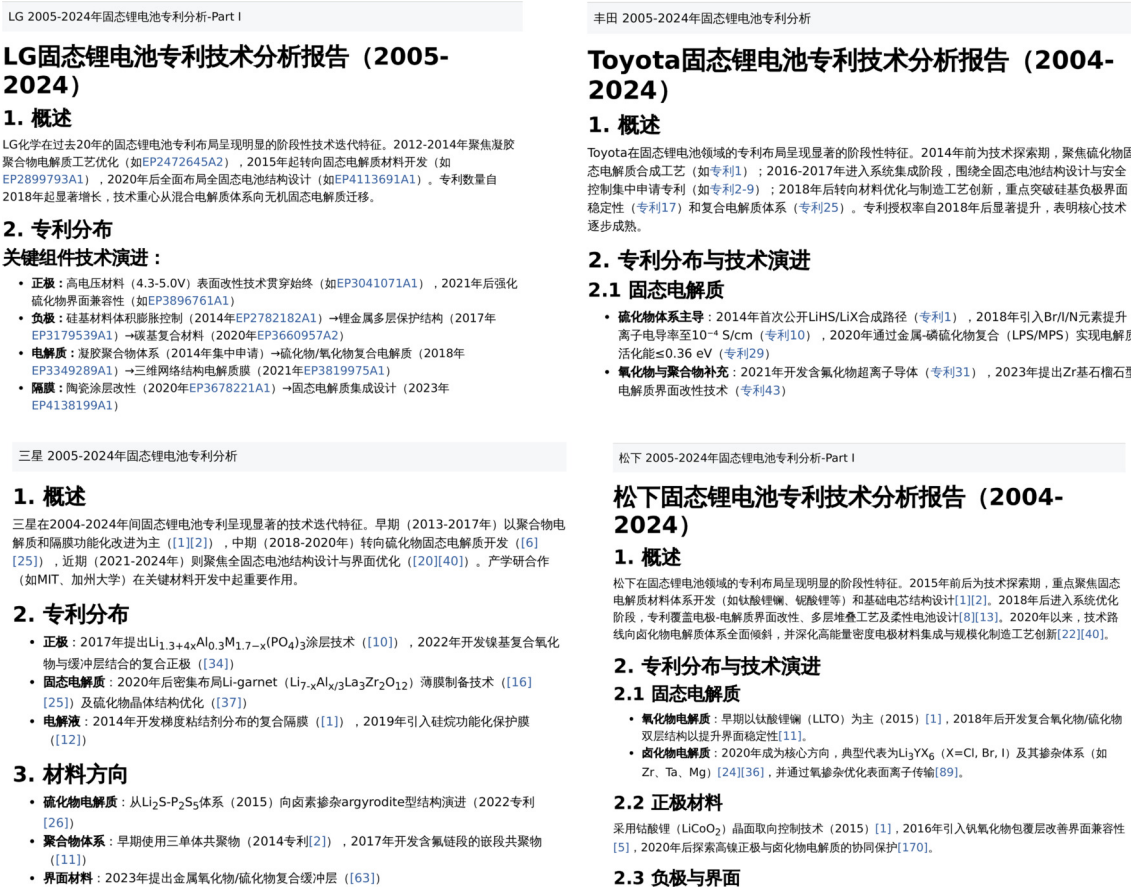 LG 2005-2024年固态锂电池专利分析-Part I
LG固态锂电池专利技术分析报告（2005-
2024）
1. 概述
LG化学在过去20年的固态锂电池专利布局呈现明显的阶段性技术迭代特征。2012-2014年聚焦凝胶
聚合物电解质工艺优化（如EP2472645A2），2015年起转向固态电解质材料开发（如
EP2899793A1），2020年后全面布局全固态电池结构设计（如EP4113691A1）。专利数量自
2018年起显著增长，技术重心从混合电解质体系向无机固态电解质迁移。
2. 专利分布
关键组件技术演进：
• 正极：高电压材料（4.3-5.0V）表面改性技术贯穿始终（如EP3041071A1），2021年后强化
硫化物界面兼容性（如EP3896761A1）
• 负极：硅基材料体积膨胀控制（2014年EP2782182A1）→锂金属多层保护结构（2017年
EP3179539A1）→碳基复合材料（2020年EP3660957A2）
• 电解质：凝胶聚合物体系（2014年集中申请）→硫化物/氧化物复合电解质（2018年
EP3349289A1）→三维网络结构电解质膜（2021年EP3819975A1）
• 隔膜：陶瓷涂层改性（2020年EP3678221A1）→固态电解质集成设计（2023年
EP4138199A1）
丰田 2005-2024年固态锂电池专利分析
Toyota固态锂电池专利技术分析报告（2004-
2024）
1. 概述
Toyota在固态锂电池领域的专利布局呈现显著的阶段性特征。2014年前为技术探索期，聚焦硫化物固
态电解质合成工艺（如专利1）；2016-2017年进入系统集成阶段，围绕全固态电池结构设计与安全
控制集中申请专利（如专利2-9）；2018年后转向材料优化与制造工艺创新，重点突破硅基负极界面
稳定性（专利17）和复合电解质体系（专利25）。专利授权率自2018年后显著提升，表明核心技术
逐步成熟。
2. 专利分布与技术演进
2.1 固态电解质
• 硫化物体系主导：2014年首次公开LiHS/LiX合成路径（专利1），2018年引入Br/I/N元素提升
离子电导率至10⁻⁴ S/cm（专利10），2020年通过金属-磷硫化物复合（LPS/MPS）实现电解质
活化能≤0.36 eV（专利29）
• 氧化物与聚合物补充：2021年开发含氟化物超离子导体（专利31），2023年提出Zr基石榴石型
电解质界面改性技术（专利43）
三星 2005-2024年固态锂电池专利分析
1. 概述
三星在2004-2024年间固态锂电池专利呈现显著的技术迭代特征。早期（2013-2017年）以聚合物电
解质和隔膜功能化改进为主（[1][2]），中期（2018-2020年）转向硫化物固态电解质开发（[6]
[25]），近期（2021-2024年）则聚焦全固态电池结构设计与界面优化（[20][40]）。产学研合作
（如MIT、加州大学）在关键材料开发中起重要作用。
2. 专利分布
• 正极：2017年提出Li₁.₃₊₄ₓAl₀.₃M₁.₇₋ₓ(PO₄)₃涂层技术（[10]），2022年开发镍基复合氧化
物与缓冲层结合的复合正极（[34]）
• 固态电解质：2020年后密集布局Li-garnet（Li₇₋ₓAlₓ/₃La₃Zr₂O₁₂）薄膜制备技术（[16]
[25]）及硫化物晶体结构优化（[37]）
• 电解液：2014年开发梯度粘结剂分布的复合隔膜（[1]），2019年引入硅烷功能化保护膜
（[12]）
3. 材料方向
• 硫化物电解质：从Li₂S-P₂S₅体系（2015）向卤素掺杂argyrodite型结构演进（2022专利
[26]）
• 聚合物体系：早期使用三单体共聚物（2014专利[2]），2017年开发含氟链段的嵌段共聚物
（[11]）
• 界面材料：2023年提出金属氧化物/硫化物复合缓冲层（[63]）
松下 2005-2024年固态锂电池专利分析-Part I
松下固态锂电池专利技术分析报告（2004-
2024）
1. 概述
松下在固态锂电池领域的专利布局呈现明显的阶段性特征。2015年前后为技术探索期，重点聚焦固态
电解质材料体系开发（如钛酸锂镧、铌酸锂等）和基础电芯结构设计[1][2]。2018年后进入系统优化
阶段，专利覆盖电极-电解质界面改性、多层堆叠工艺及柔性电池设计[8][13]。2020年以来，技术路
线向卤化物电解质体系全面倾斜，并深化高能量密度电极材料集成与规模化制造工艺创新[22][40]。
2. 专利分布与技术演进
2.1 固态电解质
• 氧化物电解质：早期以钛酸锂镧（LLTO）为主（2015）[1]，2018年后开发复合氧化物/硫化物
双层结构以提升界面稳定性[11]。
• 卤化物电解质：2020年成为核心方向，典型代表为Li₃YX₆（X=Cl, Br, I）及其掺杂体系（如
Zr、Ta、Mg）[24][36]，并通过氧掺杂优化表面离子传输[89]。
2.2 正极材料
采用钴酸锂（LiCoO₂）晶面取向控制技术（2015）[1]，2016年引入钒氧化物包覆层改善界面兼容性
[5]，2020年后探索高镍正极与卤化物电解质的协同保护[170]。
2.3 负极与界面